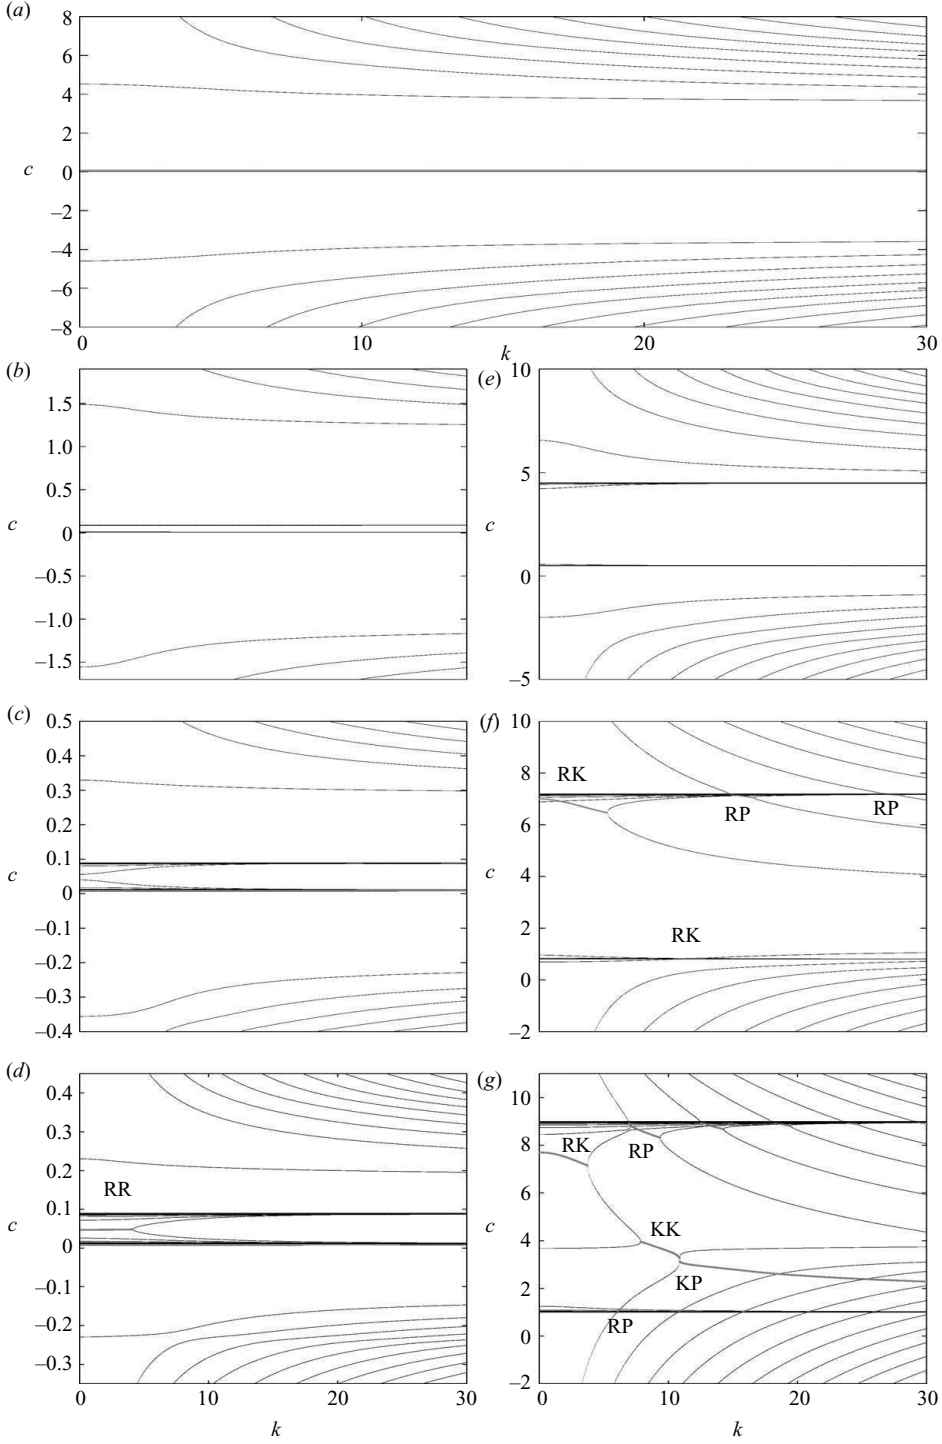 (a)
8
6
4
2
c
0
–2
–4
–6
–8
0
10
20
30
k
(b)
1.5
1.0
0.5
c
0
–0.5
–1.0
–1.5
(e)
10
5
c
0
–5
(c)
0.5
0.4
0.3
0.2
0.1
c
0
–0.1
–0.2
–0.3
–0.4
(f)
10
8
RK
RP
RP
6
c
4
2
RK
0
–2
(d)
0.4
0.3
0.2
RR
0.1
c
0
–0.1
–0.2
–0.3
0
10
20
30
k
(g)
10
8
RK
RP
6
c
4
KK
KP
2
RP
0
–2
0
10
20
30
k